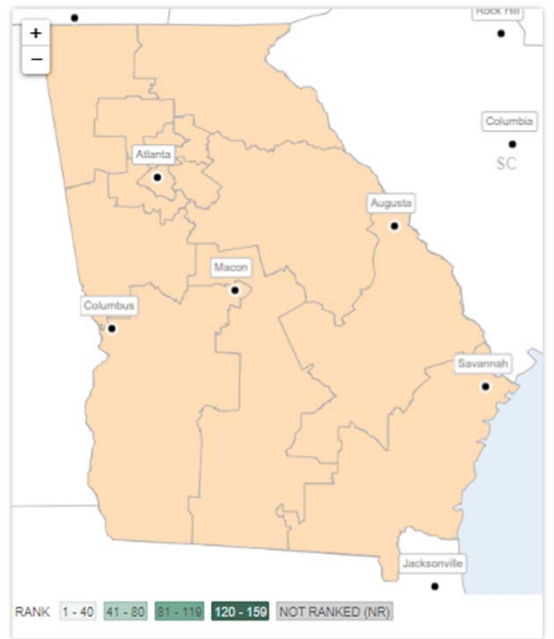 +
−
Rock Hill
Columbia
SC
Atlanta
Augusta
Macon
Columbus
Savannah
Jacksonville
RANK 1 - 40 41 - 80 81 - 119 120 - 159 NOT RANKED (NR)